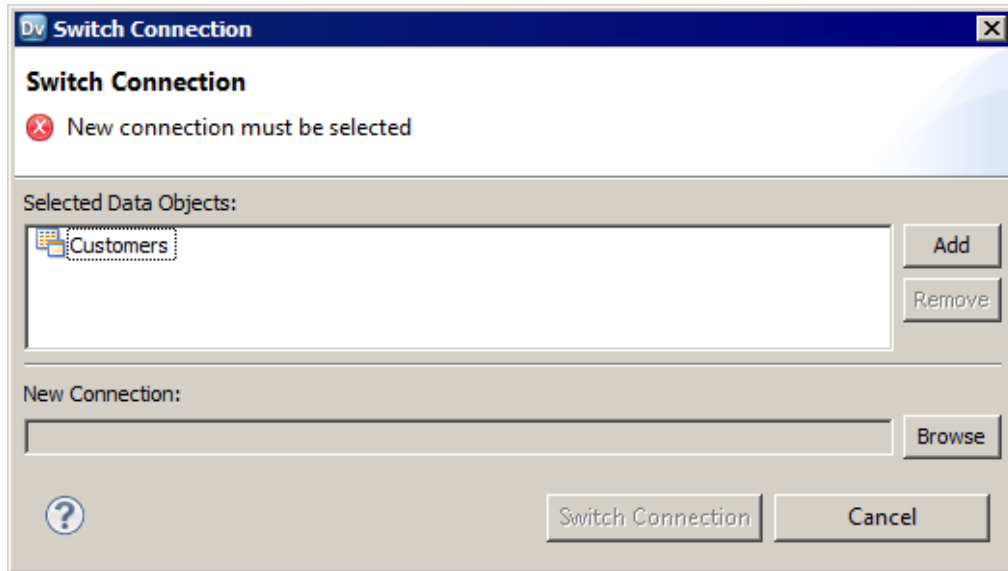 Dv Switch Connection
Switch Connection
New connection must be selected
Selected Data Objects:
Customers
Add
Remove
New Connection:
Browse
?
Switch Connection
Cancel